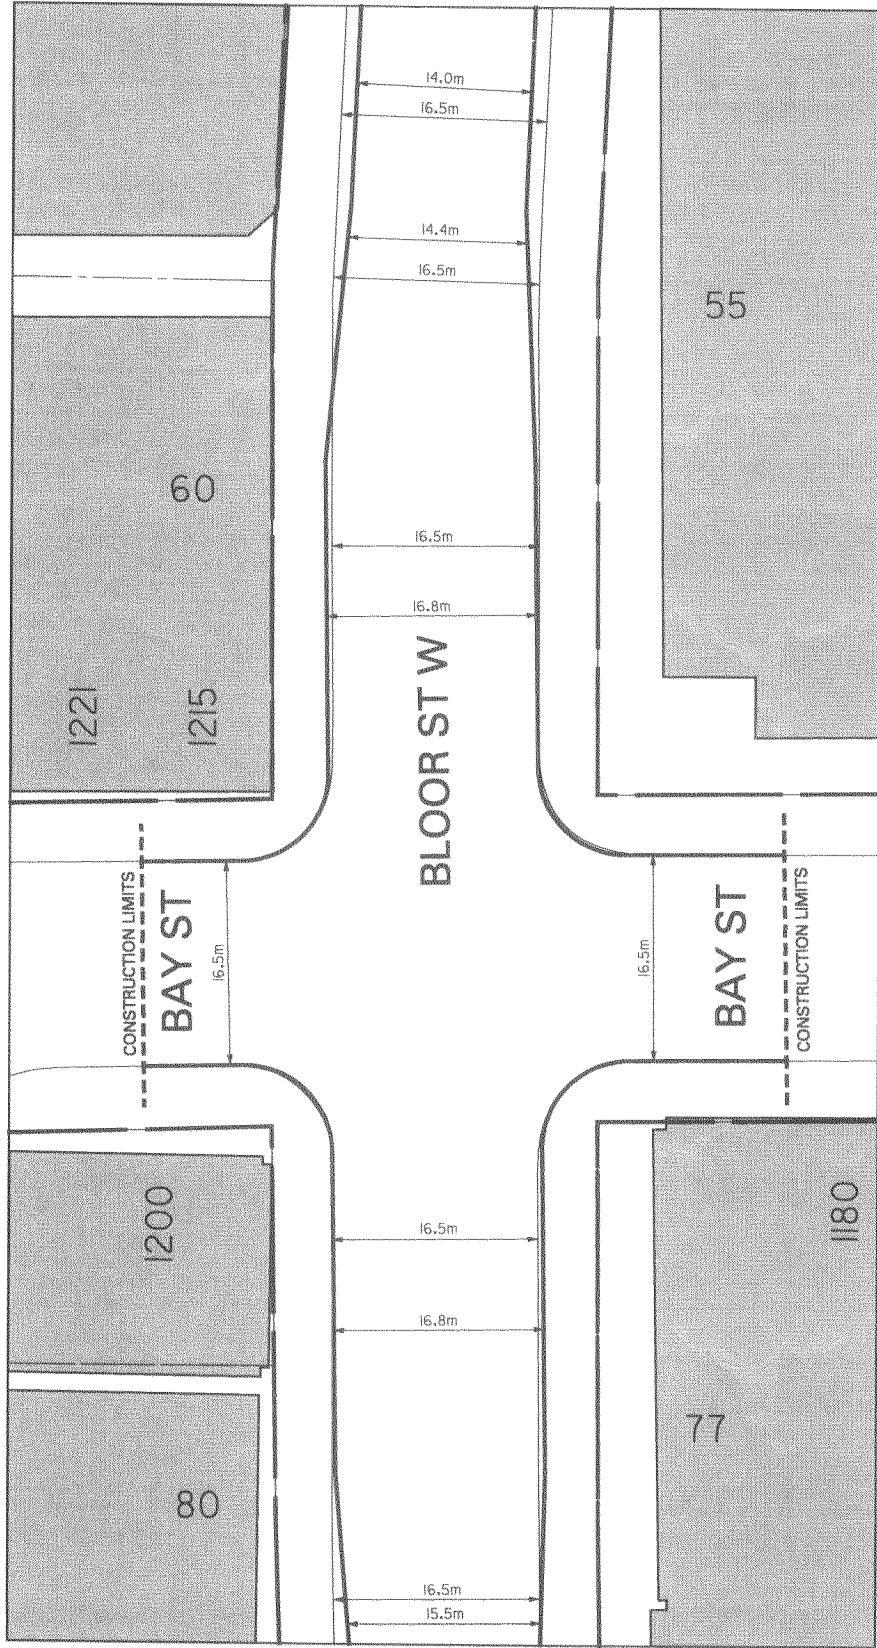 14.0m
16.5m
14.4m
16.5m
55
60
16.5m
16.8m
1221
1215
BLOOR ST W
CONSTRUCTION LIMITS
BAY ST
16.5m
16.5m
BAY ST
CONSTRUCTION LIMITS
1200
1180
16.5m
16.8m
77
80
16.5m
15.5m